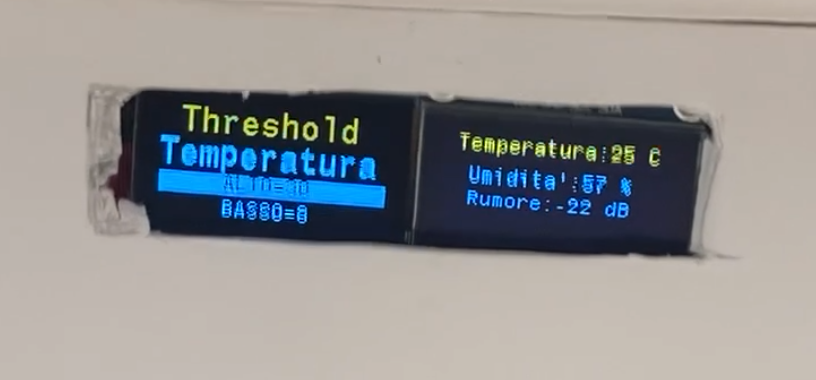 Threshold
Temperatura
BASSO=0
Temperatura:25 C
Umidita':57 %
Rumore:-22 dB